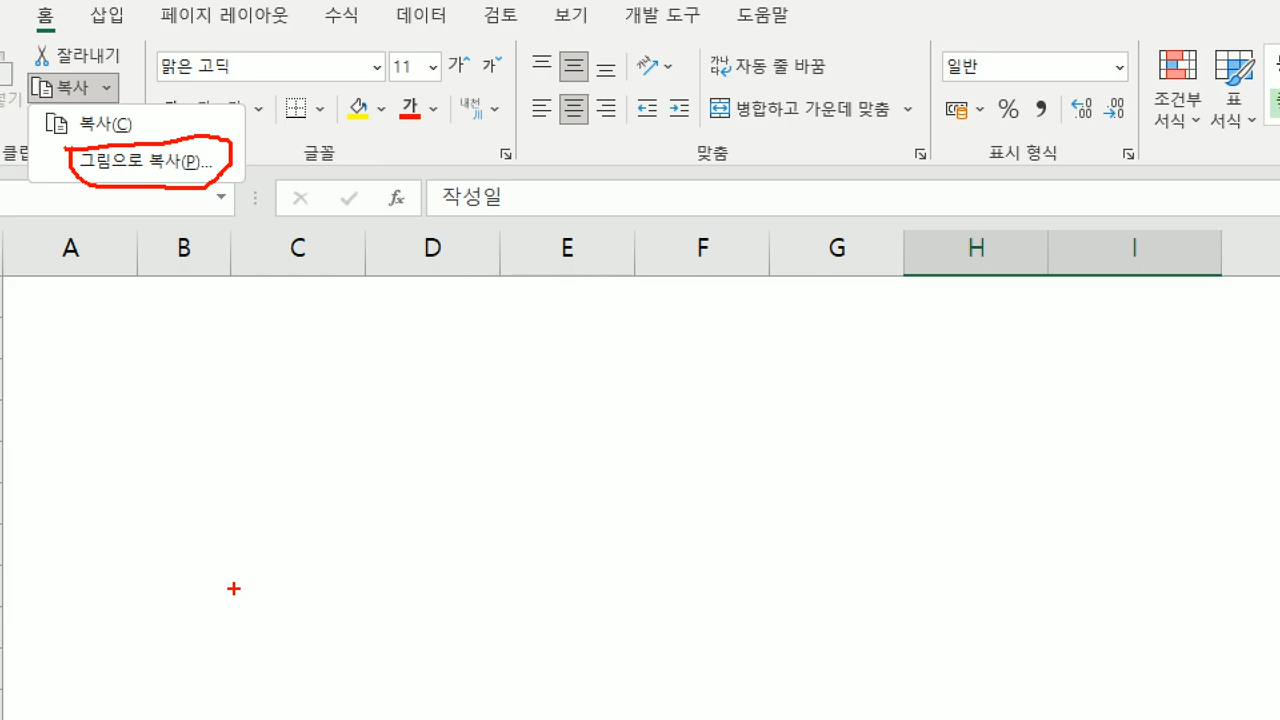 홈 삽입 페이지 레이아웃 수식 데이터 검토 보기 개발 도구 도움말
잘라내기
복사
맑은 고딕 11 가 가
자동 줄 바꿈
일반
가 내천
병합하고 가운데 맞춤
% ,
조건부 서식
표 서식
복사(C)
그림으로 복사(P)...
글꼴 맞춤 표시 형식
fx 작성일
A B C D E F G H I